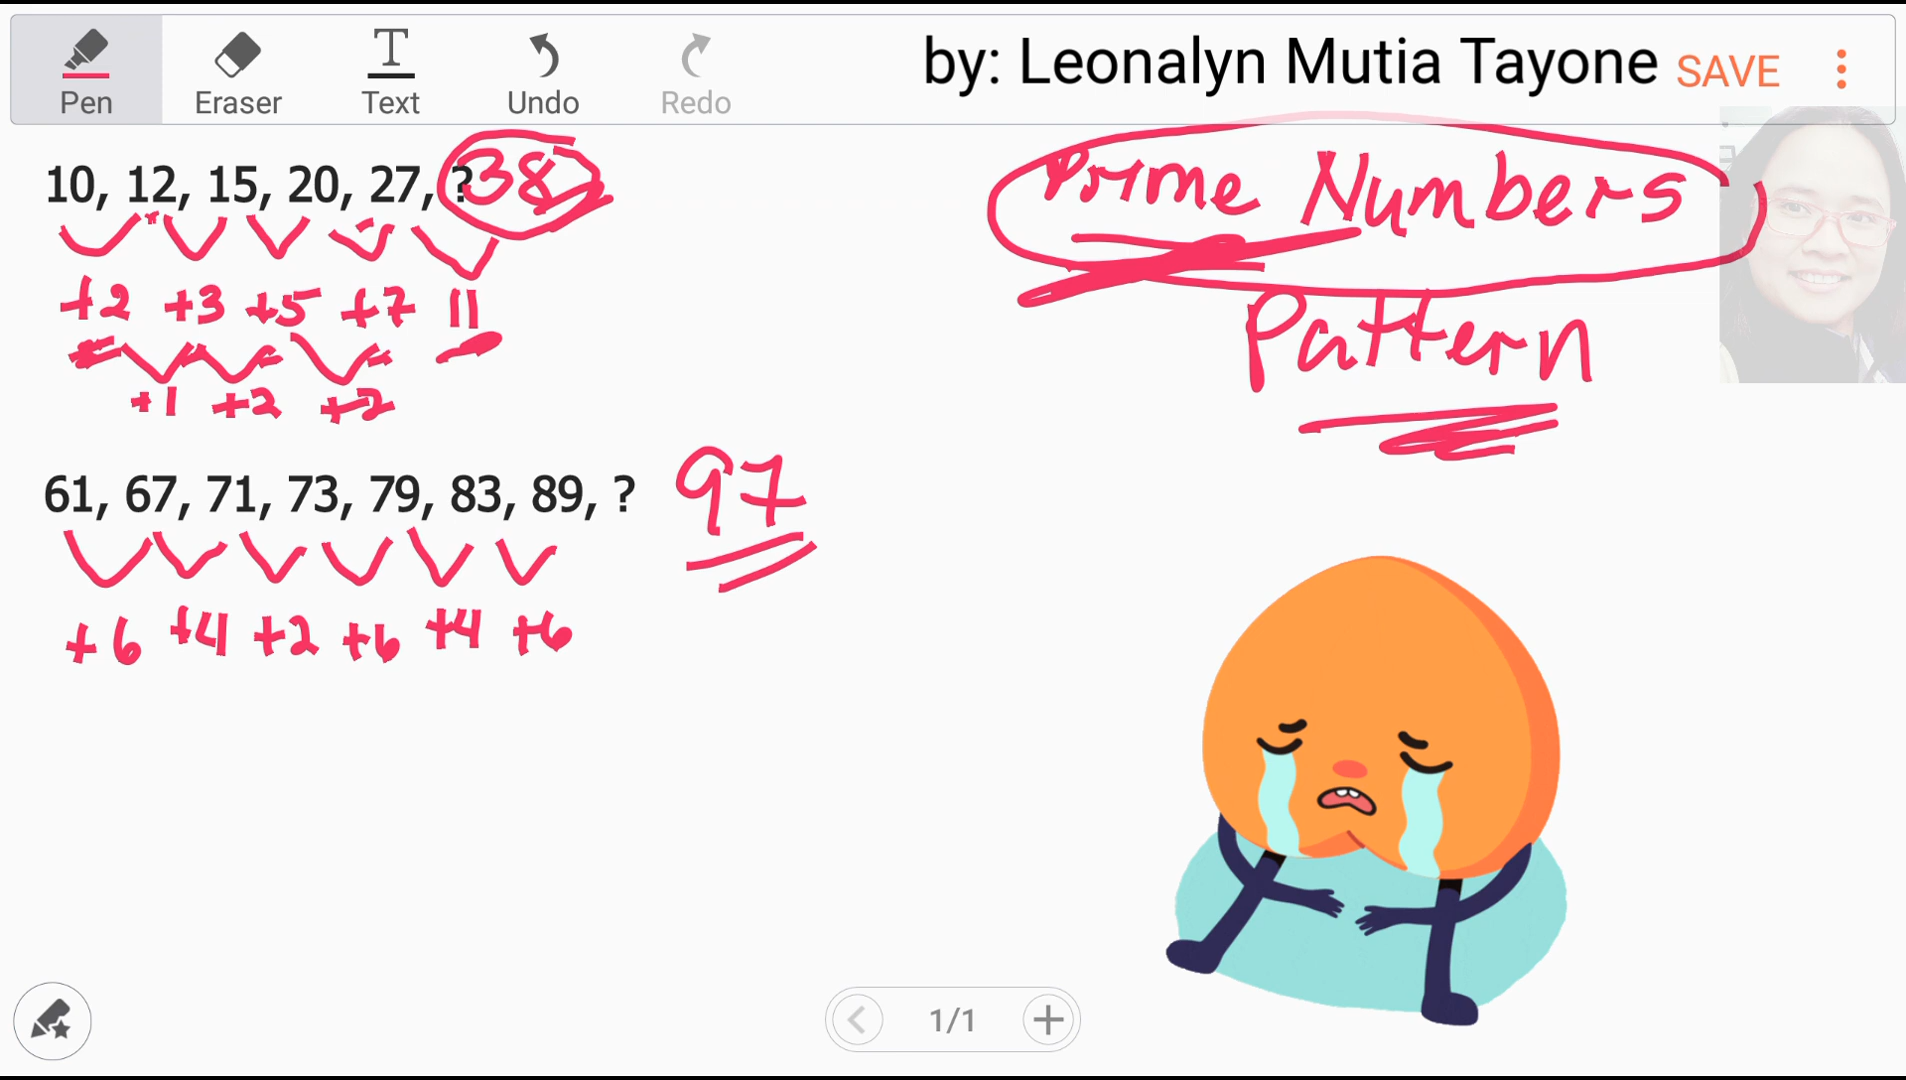 Pen Eraser Text Undo Redo by: Leonalyn Mutia Tayone SAVE
10, 12, 15, 20, 27, ? 38
+2 +3 +5 +7 11
+1 +2 +2
Prime Numbers
Pattern
61, 67, 71, 73, 79, 83, 89, ? 97
+6 +4 +2 +6 +4 +6
1/1